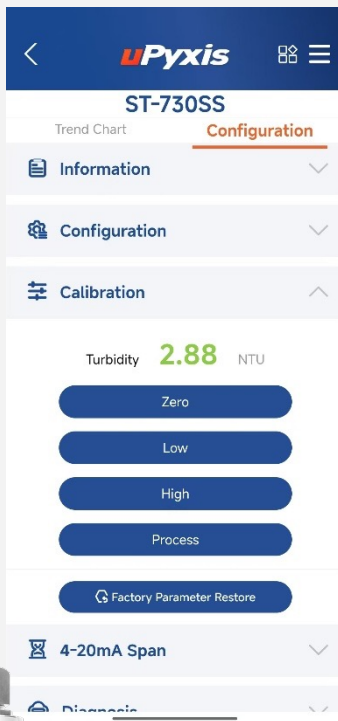 uPyxis
ST-730SS
Trend Chart Configuration
Information
Configuration
Calibration
Turbidity 2.88 NTU
Zero
Low
High
Process
Factory Parameter Restore
4-20mA Span
Diagnosis